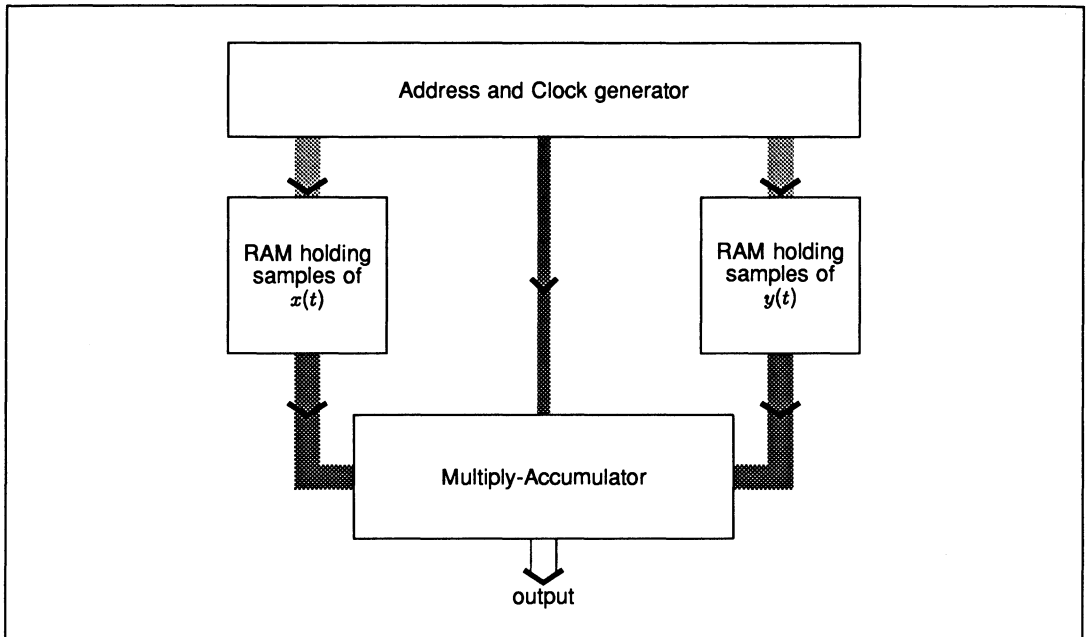 Address and Clock generator
RAM holding
samples of
x(t)
RAM holding
samples of
y(t)
Multiply-Accumulator
output